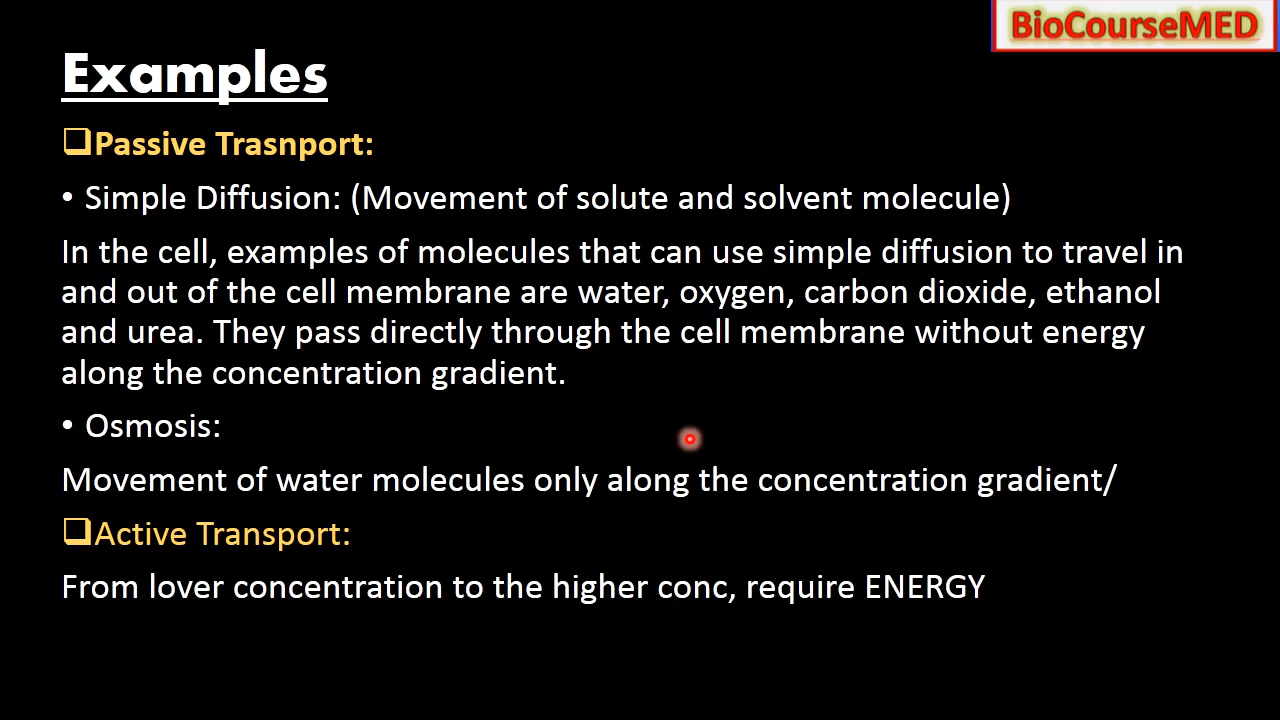 BioCourseMED
Examples
Passive Trasnport:
• Simple Diffusion: (Movement of solute and solvent molecule)
In the cell, examples of molecules that can use simple diffusion to travel in
and out of the cell membrane are water, oxygen, carbon dioxide, ethanol
and urea. They pass directly through the cell membrane without energy
along the concentration gradient.
• Osmosis:
Movement of water molecules only along the concentration gradient/
Active Transport:
From lover concentration to the higher conc, require ENERGY